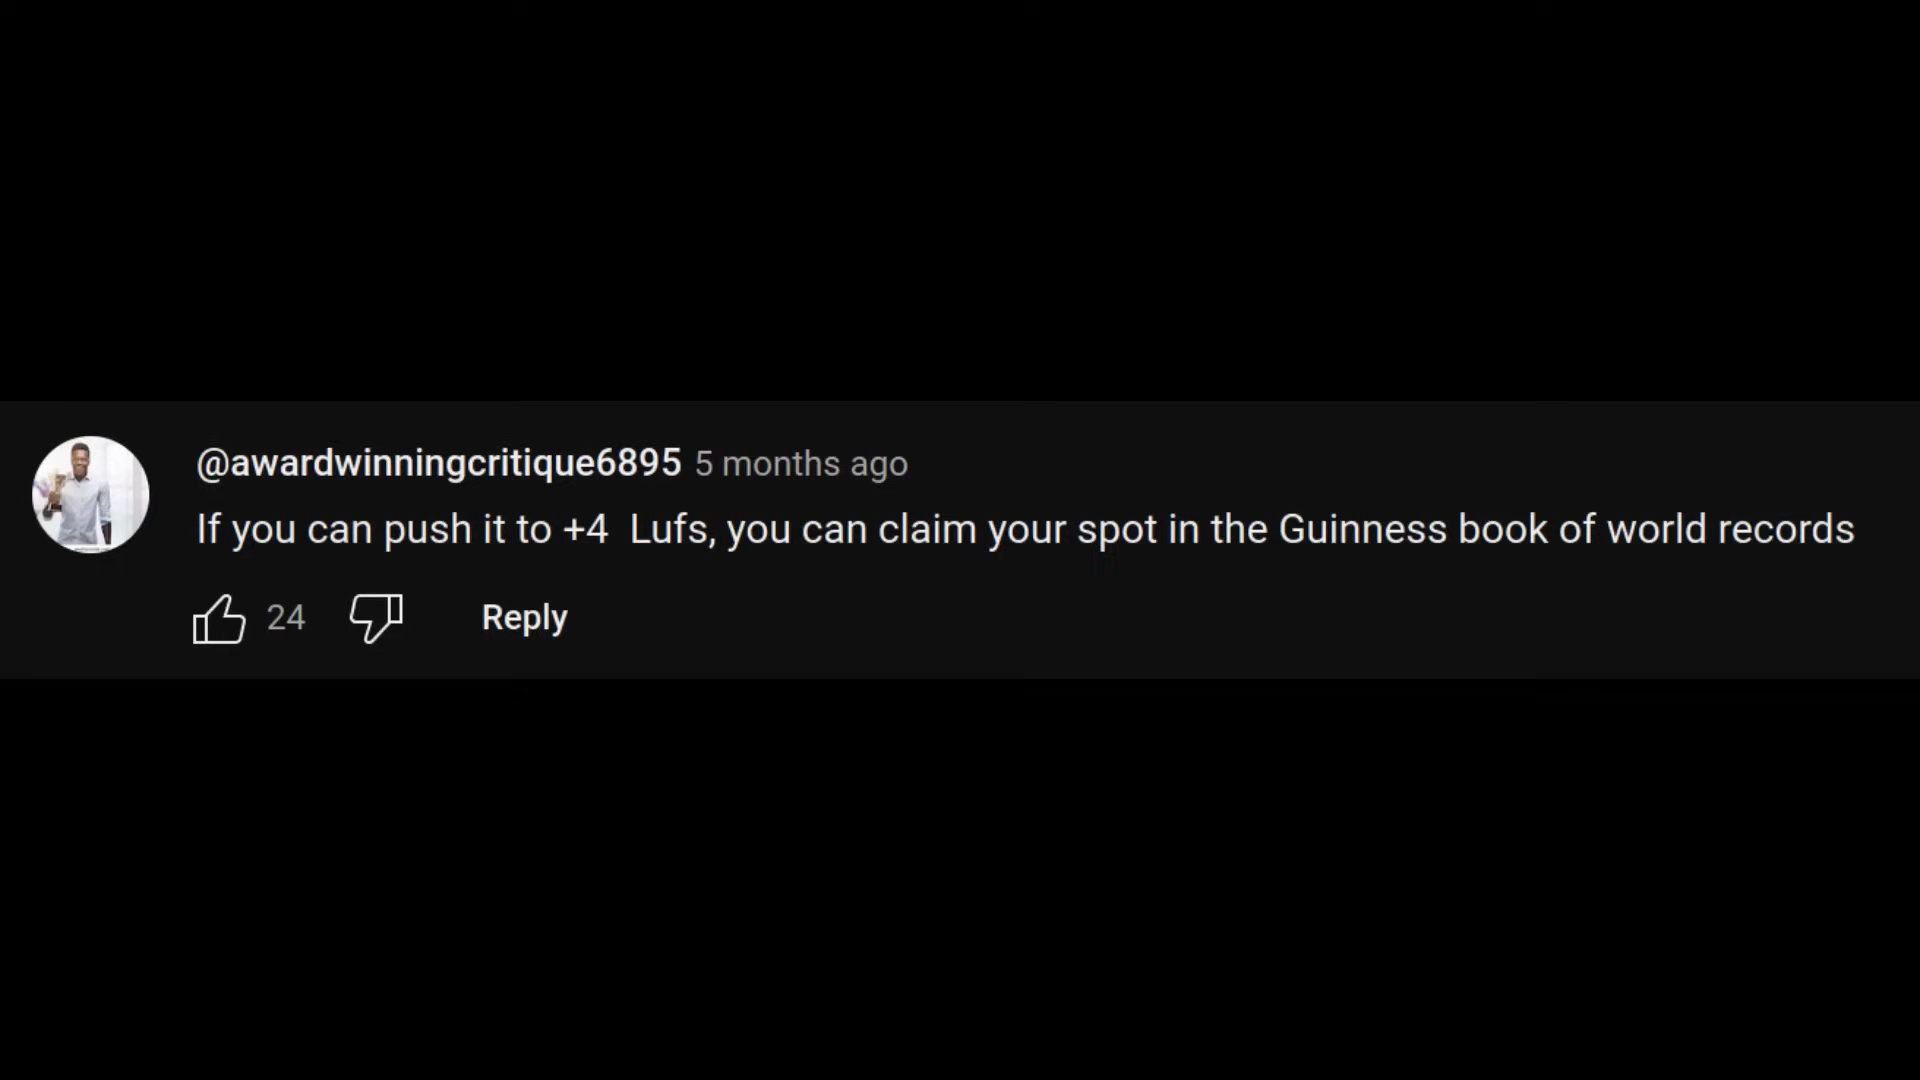 @awardwinningcritique6895 5 months ago
If you can push it to +4  Lufs, you can claim your spot in the Guinness book of world records
24 Reply